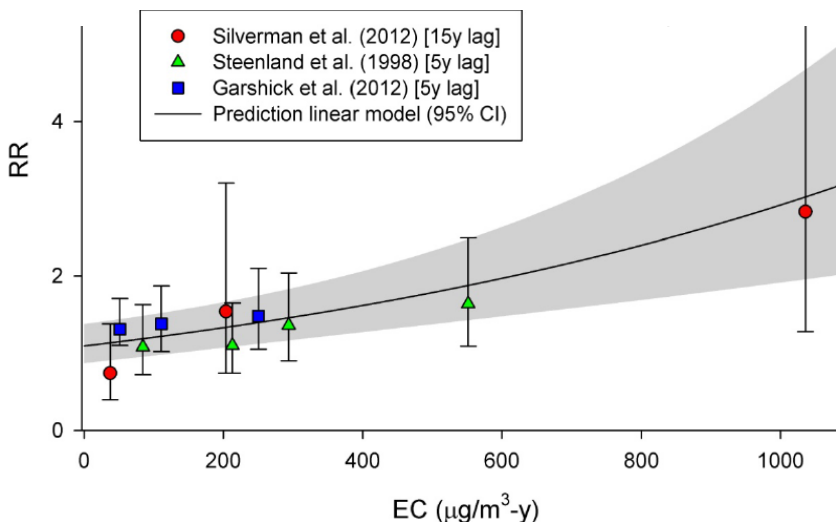 Silverman et al. (2012) [15y lag]
Steenland et al. (1998) [5y lag]
Garshick et al. (2012) [5y lag]
Prediction linear model (95% CI)
RR
4
2
0
0 200 400 600 800 1000
EC (μg/m³-y)